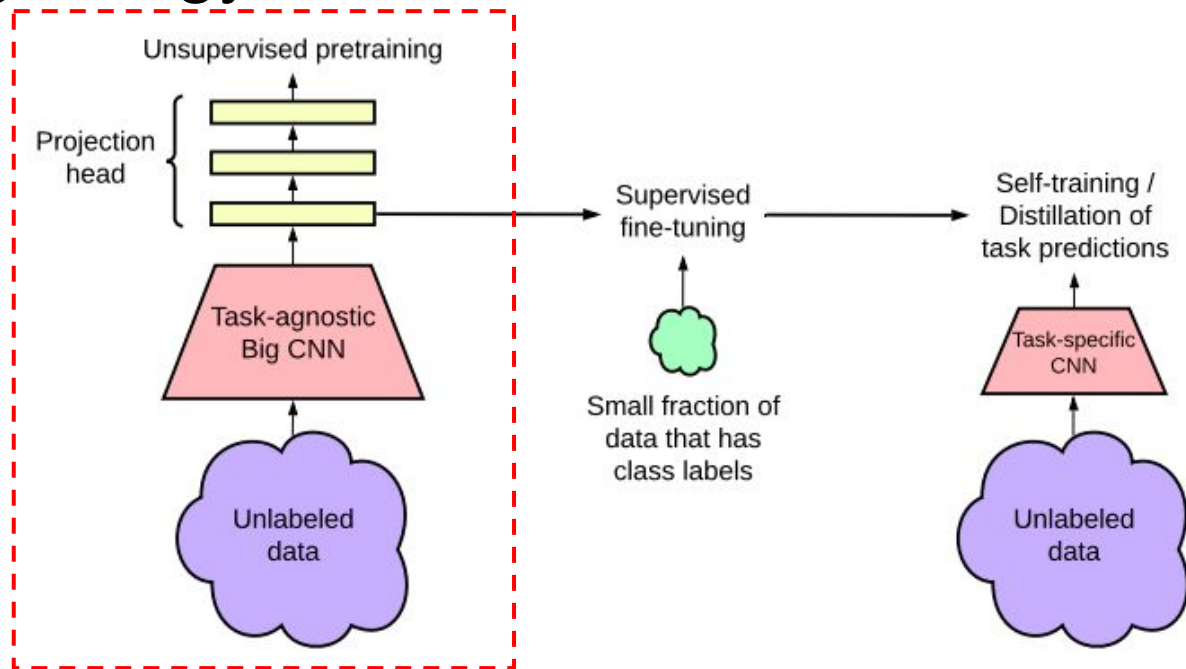 Unsupervised pretraining
Projection
head
Task-agnostic
Big CNN
Unlabeled
data
Supervised
fine-tuning
Small fraction of
data that has
class labels
Self-training /
Distillation of
task predictions
Task-specific
CNN
Unlabeled
data